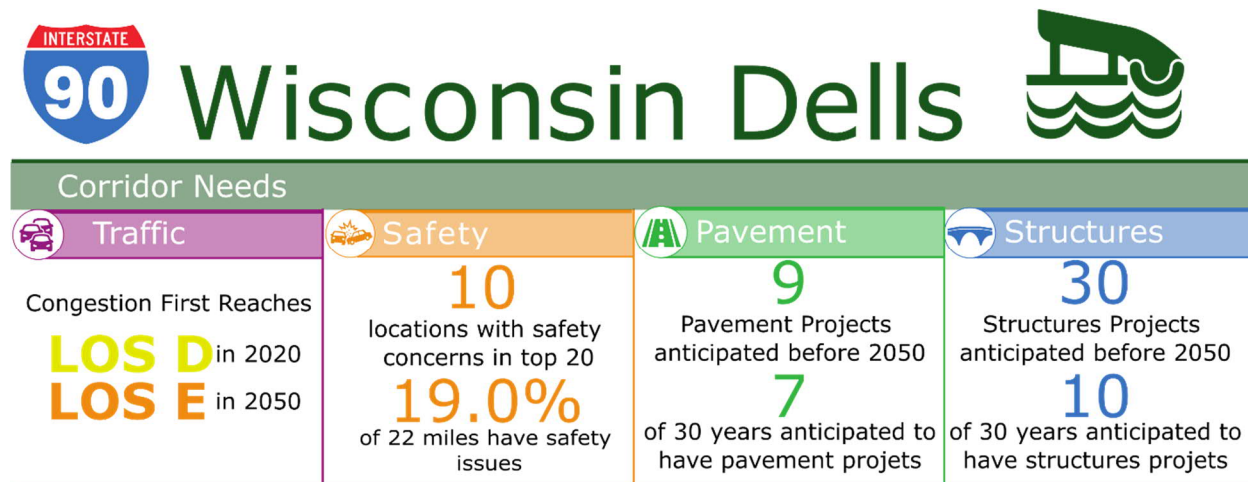 INTERSTATE
90
Wisconsin Dells
Corridor Needs
Traffic
Congestion First Reaches
LOS D in 2020
LOS E in 2050
Safety
10
locations with safety
concerns in top 20
19.0%
of 22 miles have safety
issues
Pavement
9
Pavement Projects
anticipated before 2050
7
of 30 years anticipated to
have pavement projets
Structures
30
Structures Projects
anticipated before 2050
10
of 30 years anticipated to
have structures projets